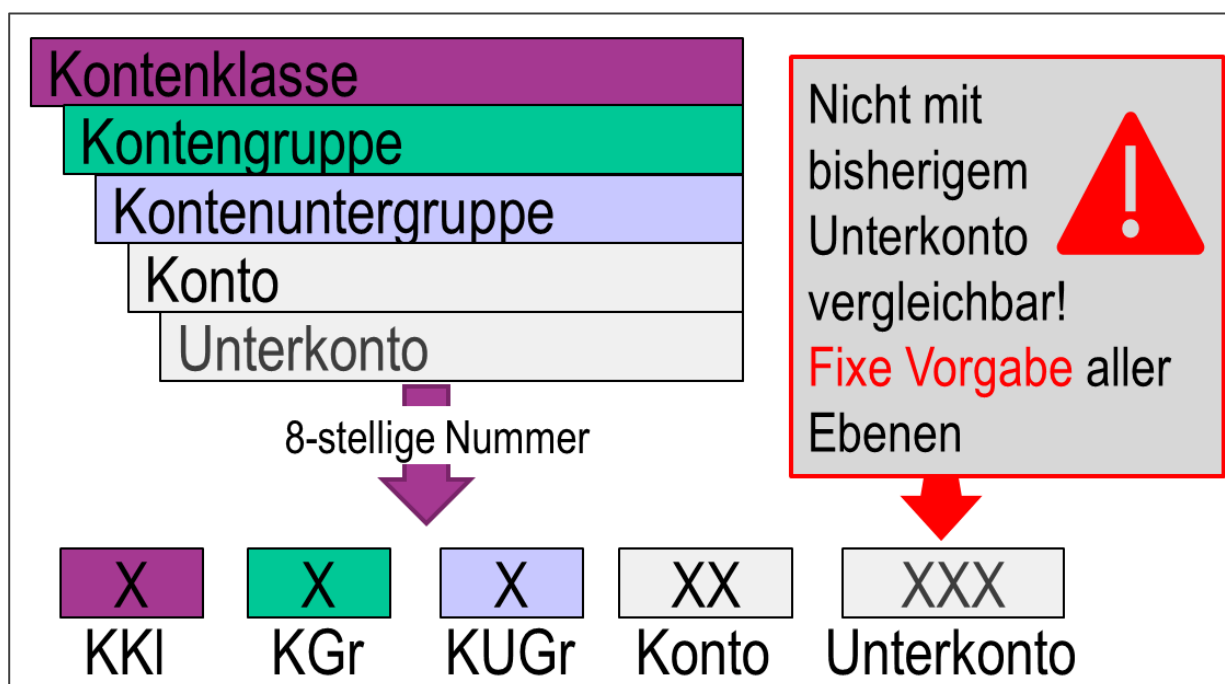 Kontenklasse
Kontengruppe
Kontenuntergruppe
Konto
Unterkonto
8-stellige Nummer
Nicht mit
bisherigem
Unterkonto
vergleichbar!
Fixe Vorgabe aller
Ebenen
X X X XX XXX
KKl KGr KUGr Konto Unterkonto